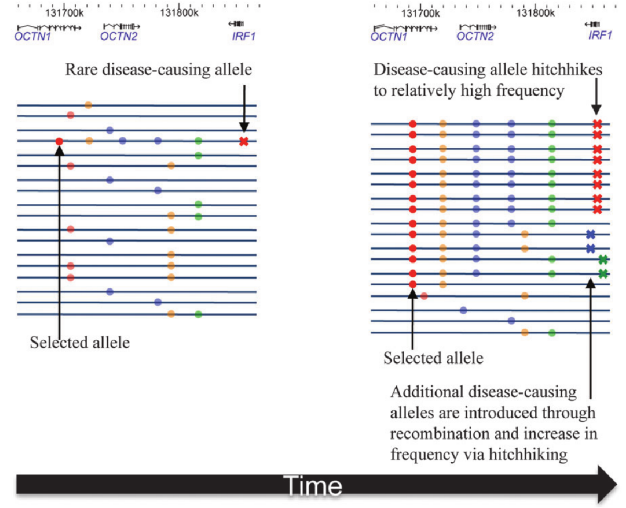 131700k 131800k
OCTN1 OCTN2 IRF1
Rare disease-causing allele
Selected allele
131700k 131800k
OCTN1 OCTN2 IRF1
Disease-causing allele hitchhikes
to relatively high frequency
Selected allele
Additional disease-causing
alleles are introduced through
recombination and increase in
frequency via hitchhiking
Time